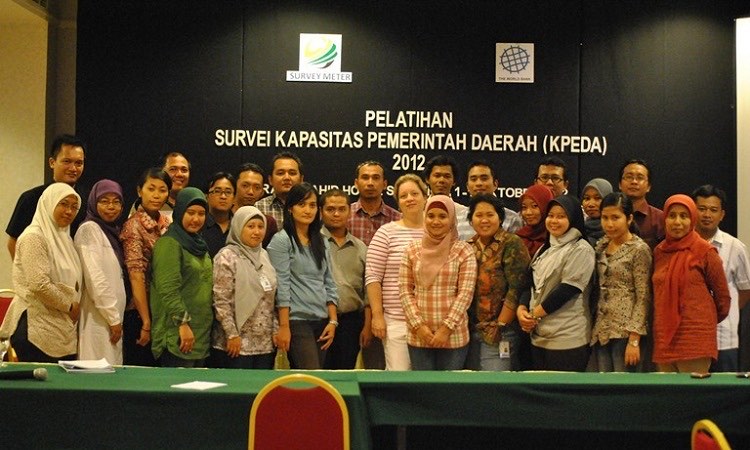 SURVEY METER
THE WORLD BANK
PELATIHAN
SURVEI KAPASITAS PEMERINTAH DAERAH (KPEDA)
2012